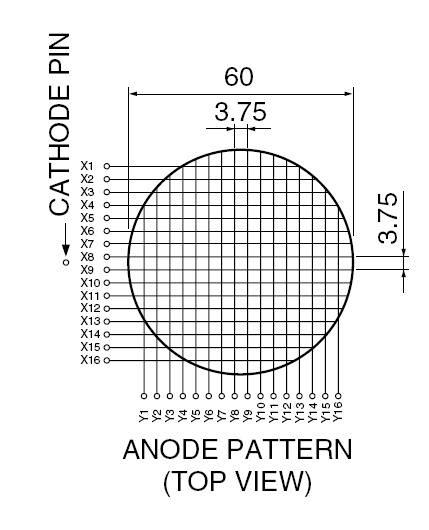 CATHODE PIN
60
3.75
3.75
X1
X2
X3
X4
X5
X6
X7
X8
X9
X10
X11
X12
X13
X14
X15
X16
Y1
Y2
Y3
Y4
Y5
Y6
Y7
Y8
Y9
Y10
Y11
Y12
Y13
Y14
Y15
Y16
ANODE PATTERN
(TOP VIEW)